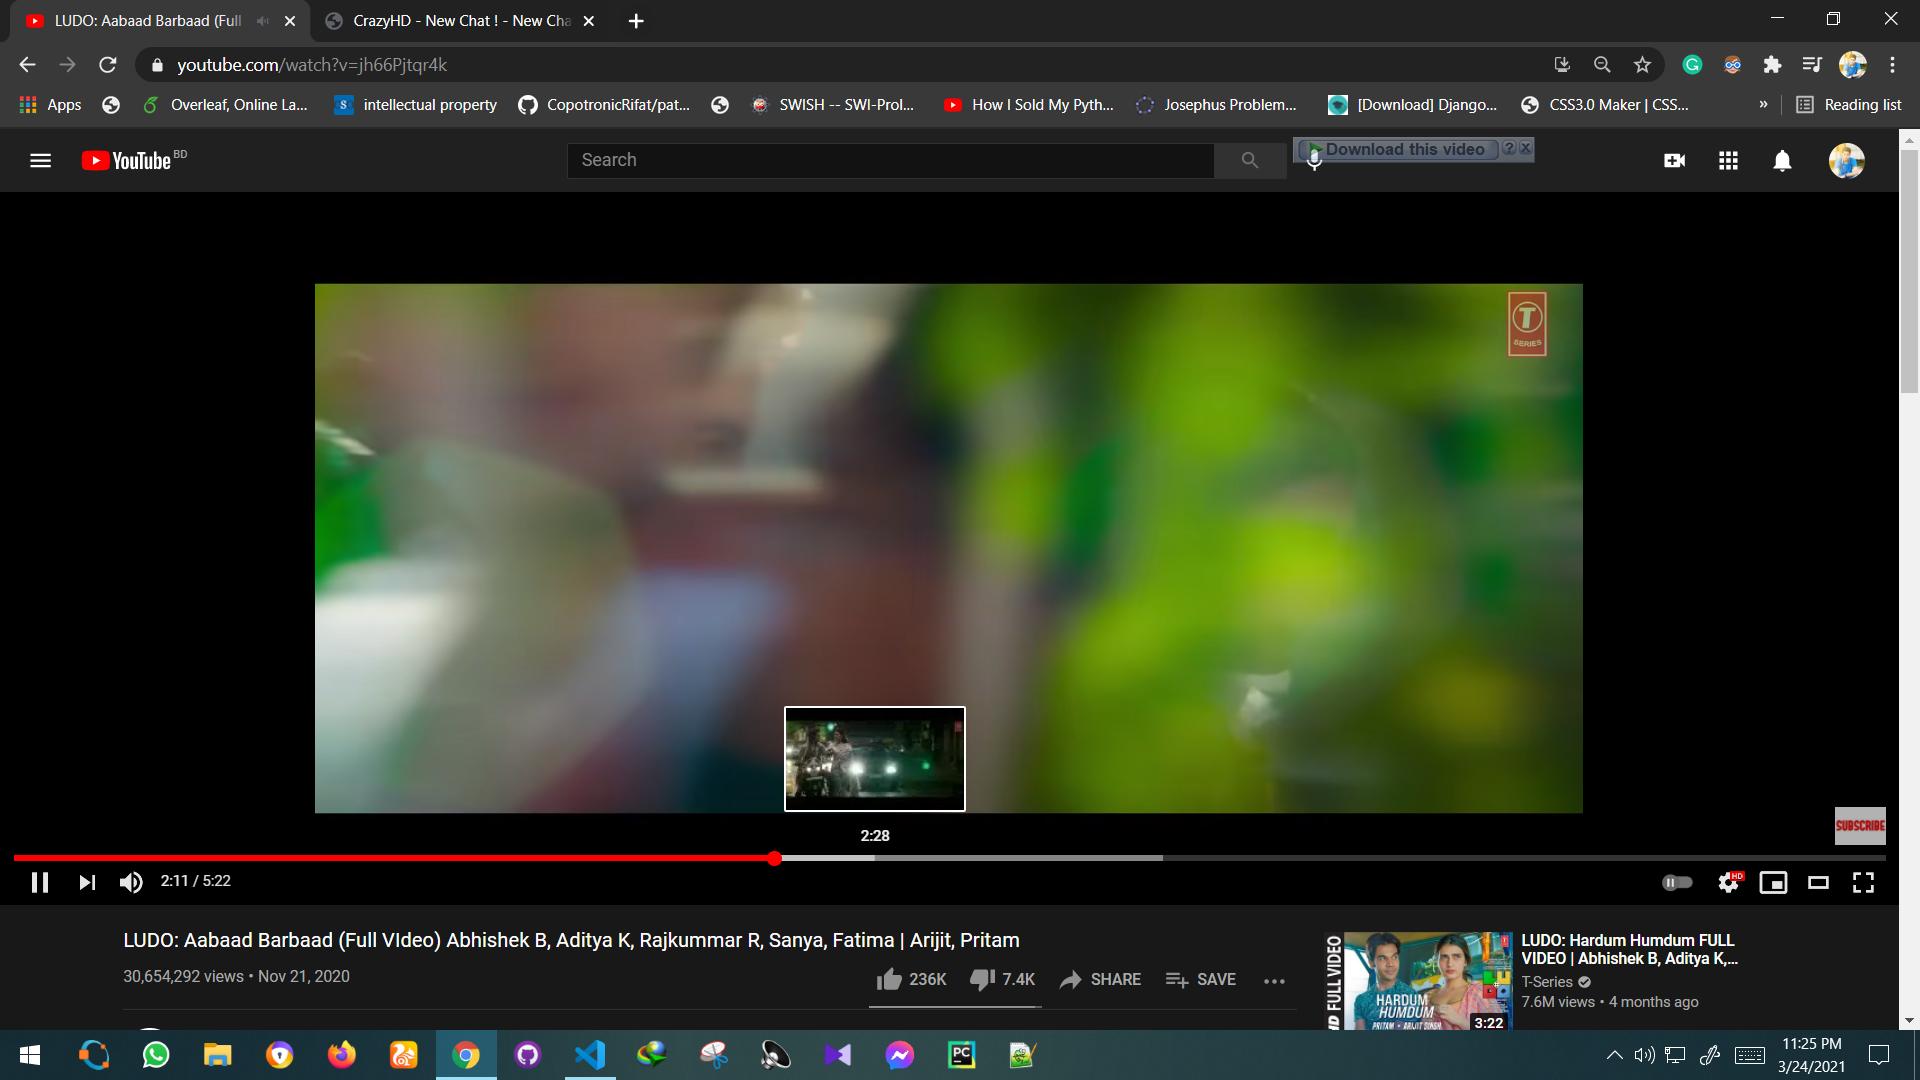 LUDO: Aabaad Barbaad (Full
CrazyHD - New Chat ! - New Cha
youtube.com/watch?v=jh66Pjtqr4k
Apps
Overleaf, Online La...
intellectual property
CopotronicRifat/pat...
SWISH -- SWI-Prol...
How I Sold My Pyth...
Josephus Problem...
[Download] Django...
CSS3.0 Maker | CSS...
»
Reading list
YouTube BD
Search
Download this video
T
SERIES
2:28
SUBSCRIBE
2:11 / 5:22
HD
LUDO: Aabaad Barbaad (Full VIdeo) Abhishek B, Aditya K, Rajkummar R, Sanya, Fatima | Arijit, Pritam
30,654,292 views • Nov 21, 2020
236K
7.4K
SHARE
SAVE
HD FULL VIDEO
HARDUM
HUMDUM
PRITAM • ARIJIT SINGH
3:22
LUDO: Hardum Humdum FULL
VIDEO | Abhishek B, Aditya K,...
T-Series
7.6M views • 4 months ago
PC
11:25 PM
3/24/2021